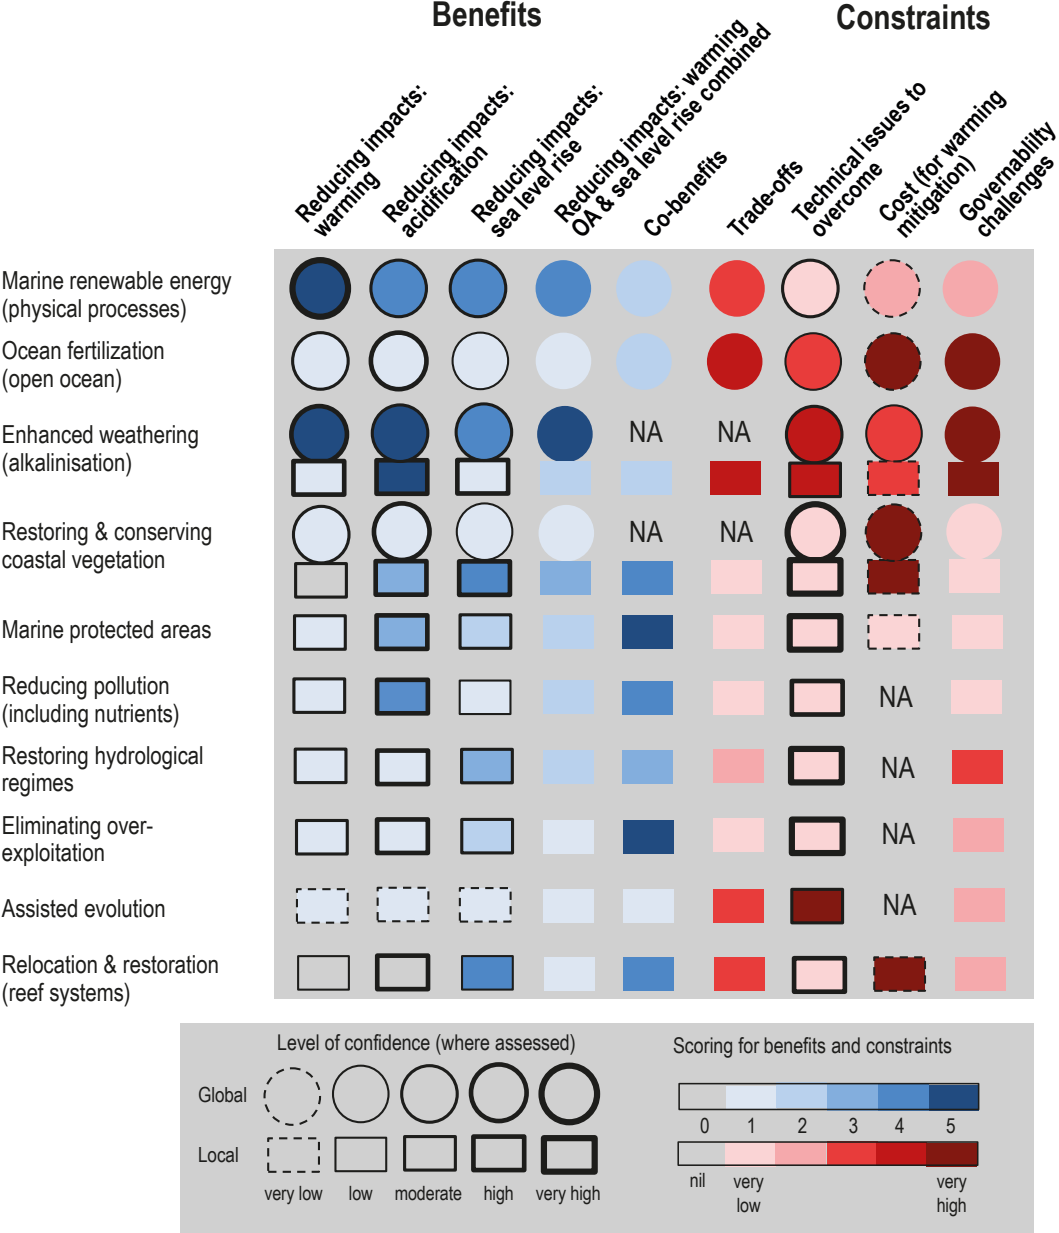 Benefits
Constraints
Reducing impacts:
warming
Reducing impacts:
acidification
Reducing impacts:
sea level rise
Reducing impacts: warming
OA & sea level rise combined
Co-benefits
Trade-offs
Technical issues to
overcome
Cost (for warming
mitigation)
Governability
challenges
Marine renewable energy
(physical processes)
Ocean fertilization
(open ocean)
Enhanced weathering
(alkalinisation)
NA
NA
Restoring & conserving
coastal vegetation
NA
NA
Marine protected areas
Reducing pollution
(including nutrients)
NA
Restoring hydrological
regimes
NA
Eliminating over-
exploitation
NA
Assisted evolution
NA
Relocation & restoration
(reef systems)
Level of confidence (where assessed)
Global
Local
very low
low
moderate
high
very high
Scoring for benefits and constraints
0 1 2 3 4 5
nil
very
low
very
high